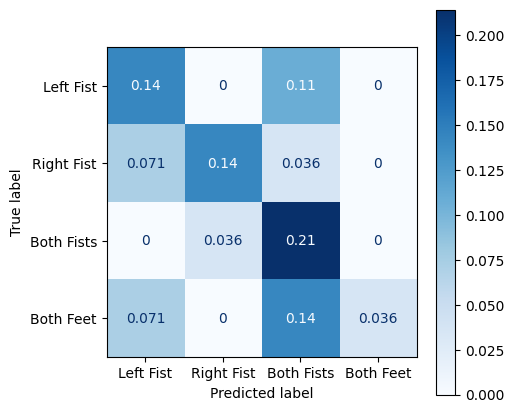 Left Fist 0.14 0 0.11 0
Right Fist 0.071 0.14 0.036 0
Both Fists 0 0.036 0.21 0
Both Feet 0.071 0 0.14 0.036
Left Fist Right Fist Both Fists Both Feet
Predicted label
True label
0.200
0.175
0.150
0.125
0.100
0.075
0.050
0.025
0.000